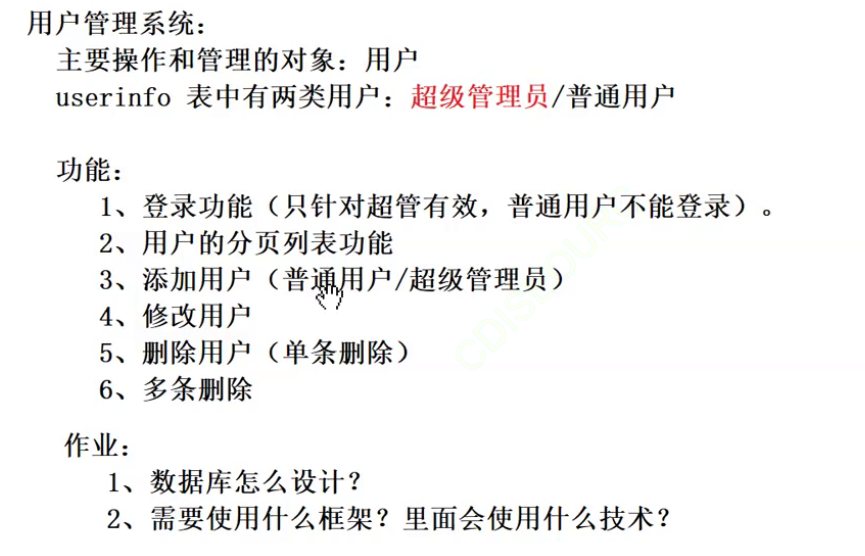 用户管理系统：
主要操作和管理的对象：用户
userinfo 表中有两类用户：超级管理员/普通用户
功能：
1、登录功能（只针对超管有效，普通用户不能登录）。
2、用户的分页列表功能
3、添加用户（普通用户/超级管理员）
4、修改用户
5、删除用户（单条删除）
6、多条删除
作业：
1、数据库怎么设计？
2、需要使用什么框架？里面会使用什么技术？